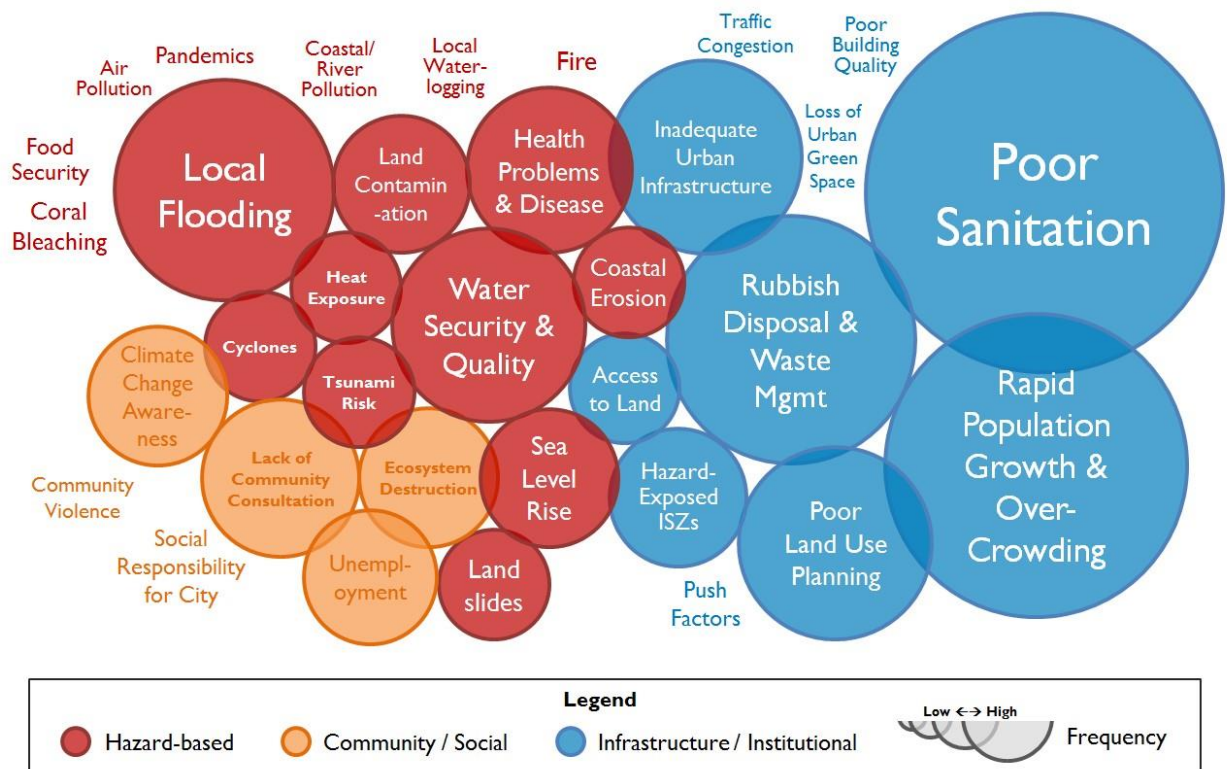 Air
Pollution
Pandemics
Coastal/
River
Pollution
Local
Water-
logging
Fire
Traffic
Congestion
Poor
Building
Quality
Loss of
Urban
Green
Space
Food
Security
Coral
Bleaching
Local
Flooding
Land
Contamin
-ation
Health
Problems
& Disease
Inadequate
Urban
Infrastructure
Poor
Sanitation
Heat
Exposure
Water
Security &
Quality
Coastal
Erosion
Rubbish
Disposal &
Waste
Mgmt
Cyclones
Tsunami
Risk
Access
to Land
Rapid
Population
Growth &
Over-
Crowding
Climate
Change
Aware-
ness
Lack of
Community
Consultation
Ecosystem
Destruction
Sea
Level
Rise
Hazard-
Exposed
ISZs
Poor
Land Use
Planning
Community
Violence
Social
Responsibility
for City
Unempl-
oyment
Land
slides
Push
Factors
Legend
Hazard-based
Community / Social
Infrastructure / Institutional
Low ←→ High
Frequency